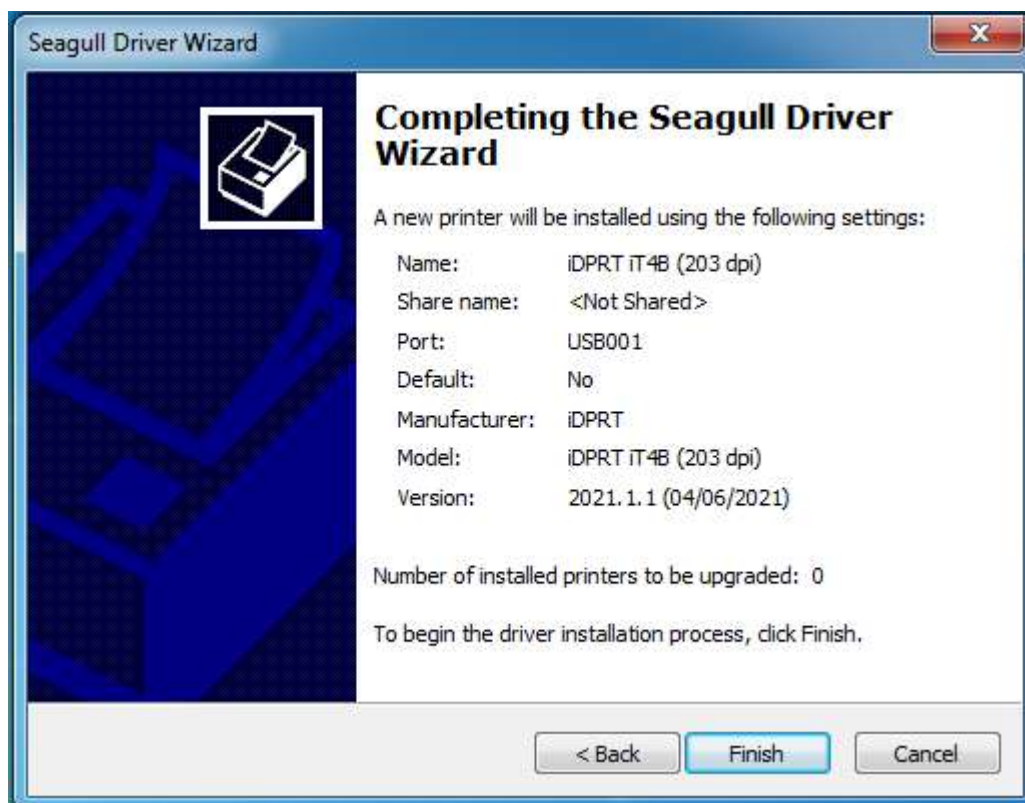 Seagull Driver Wizard
Completing the Seagull Driver
Wizard
A new printer will be installed using the following settings:
Name: iDPRT iT4B (203 dpi)
Share name: <Not Shared>
Port: USB001
Default: No
Manufacturer: iDPRT
Model: iDPRT iT4B (203 dpi)
Version: 2021.1.1 (04/06/2021)
Number of installed printers to be upgraded: 0
To begin the driver installation process, click Finish.
< Back Finish Cancel